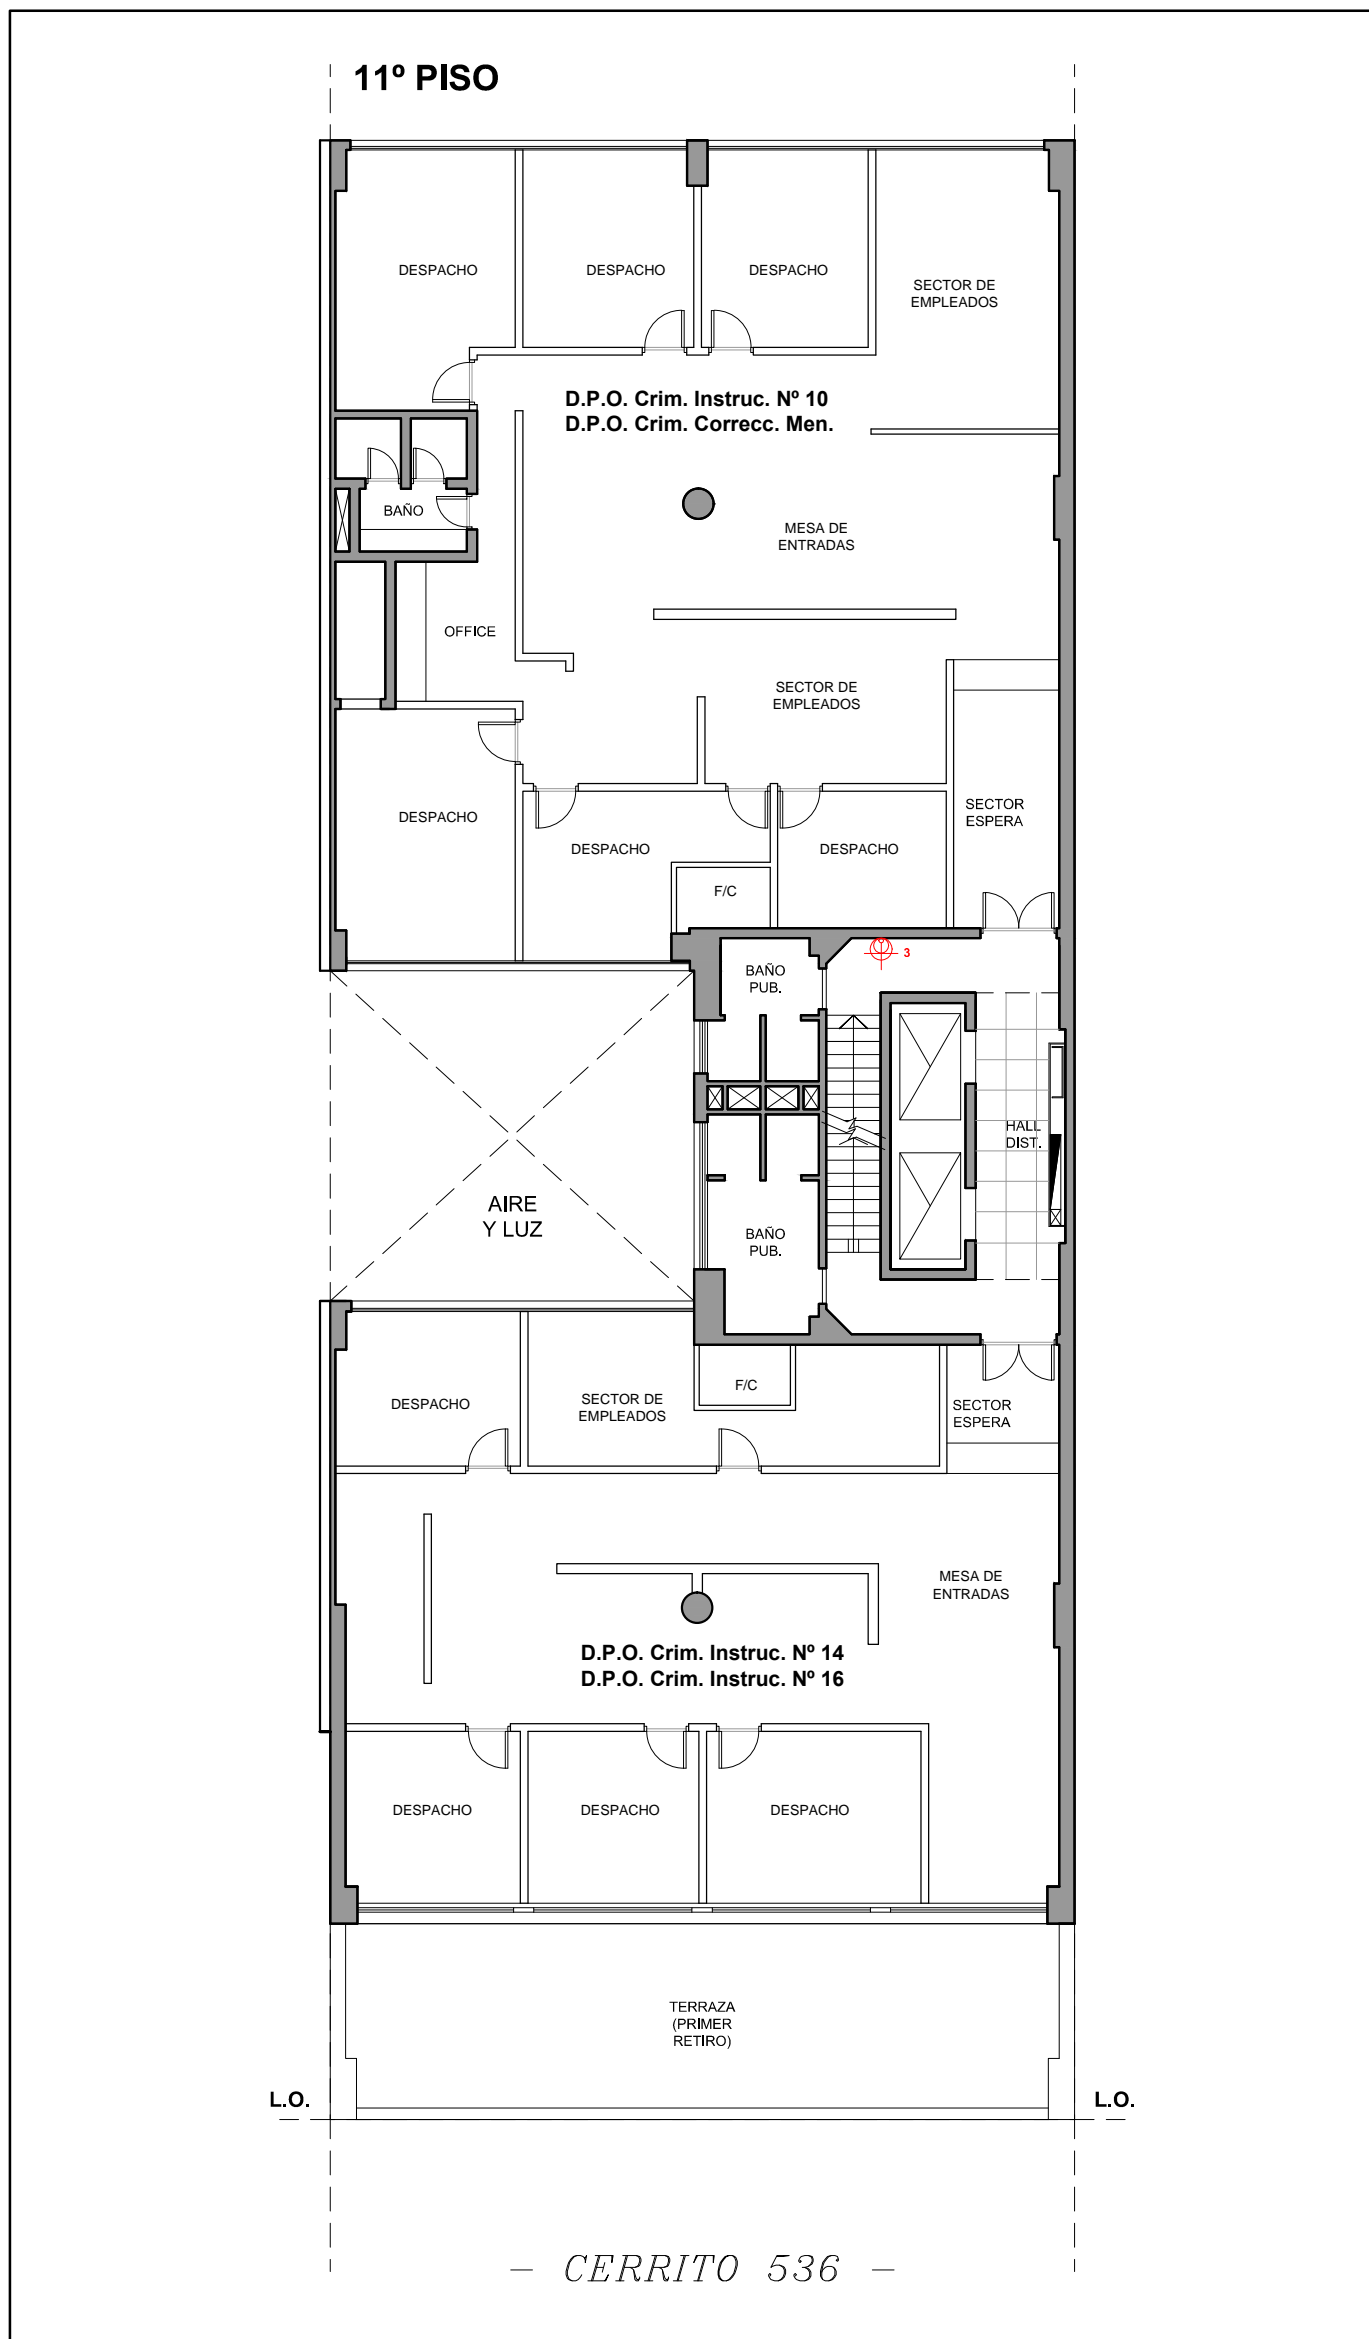 11º PISO
DESPACHO
DESPACHO
DESPACHO
SECTOR DE
EMPLEADOS
D.P.O. Crim. Instruc. Nº 10
D.P.O. Crim. Correcc. Men.
BAÑO
MESA DE
ENTRADAS
OFFICE
SECTOR DE
EMPLEADOS
DESPACHO
DESPACHO
DESPACHO
SECTOR
ESPERA
F/C
3
BAÑO
PUB.
HALL
DIST.
AIRE
Y LUZ
BAÑO
PUB.
DESPACHO
SECTOR DE
EMPLEADOS
F/C
SECTOR
ESPERA
MESA DE
ENTRADAS
D.P.O. Crim. Instruc. Nº 14
D.P.O. Crim. Instruc. Nº 16
DESPACHO
DESPACHO
DESPACHO
TERRAZA
(PRIMER
RETIRO)
L.O.
L.O.
- CERRITO 536 -